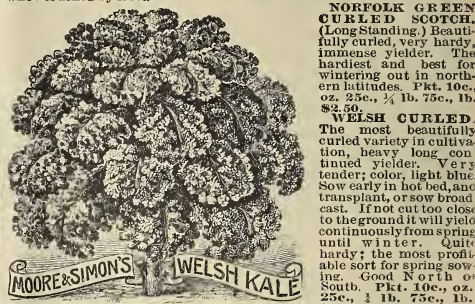 MOORE & SIMON'S WELSH KALE
NORFOLK GREEN
CURLED SCOTCH.
(Long Standing.) Beauti-
fully curled, very hardy,
immense yielder. The
hardiest and best for
wintering out in north-
ern latitudes. Pkt. 10c.,
oz. 25c., ¼ lb. 75c., lb.
$2.50.
WELSH CURLED.
The most beautifully
curled variety in cultiva
tion, heavy long con
tinued yielder. Very
tender; color, light blue.
Sow early in hot bed, and
transplant, or sow broad
cast. If not cut too close
to theground it will yield
continuously from spring
until winter. Quite
hardy; the most profit-
able sort for spring sow
ing. Good North o
South. Pkt. 10c., oz.
25c., ¼ lb. 75c., lb.